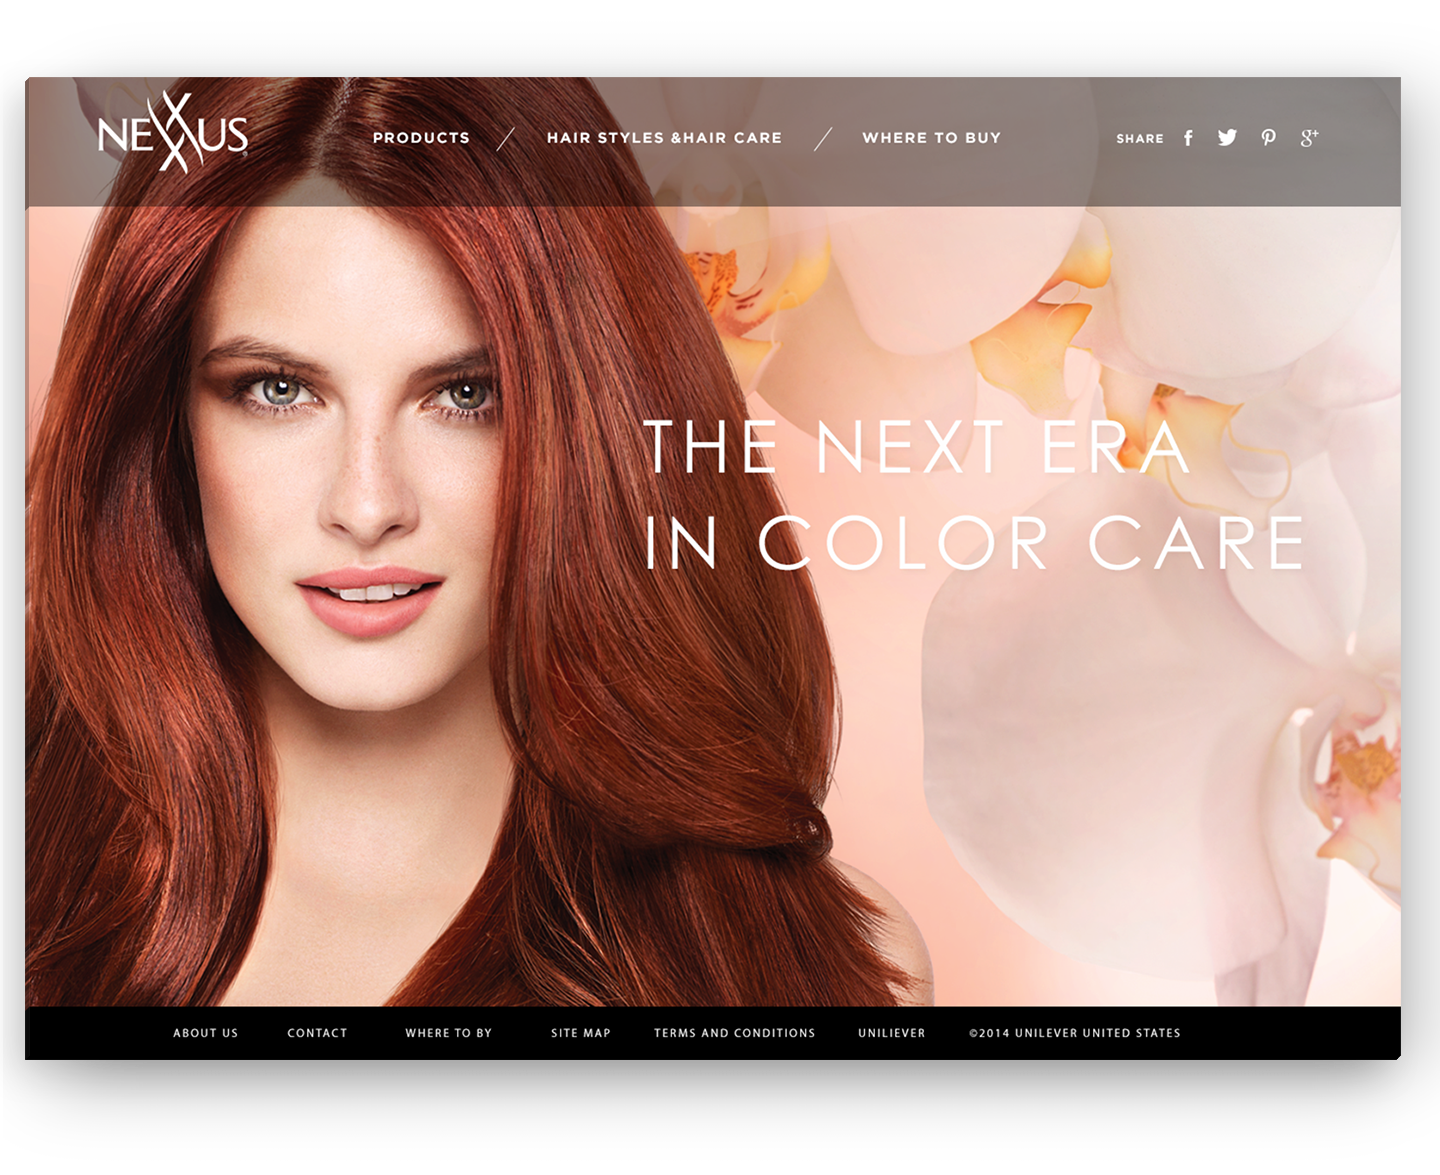 NEXXUS®
PRODUCTS / HAIR STYLES &HAIR CARE / WHERE TO BUY
SHARE f g+
THE NEXT ERA
IN COLOR CARE
ABOUT US CONTACT WHERE TO BY SITE MAP TERMS AND CONDITIONS UNILIEVER ©2014 UNILEVER UNITED STATES